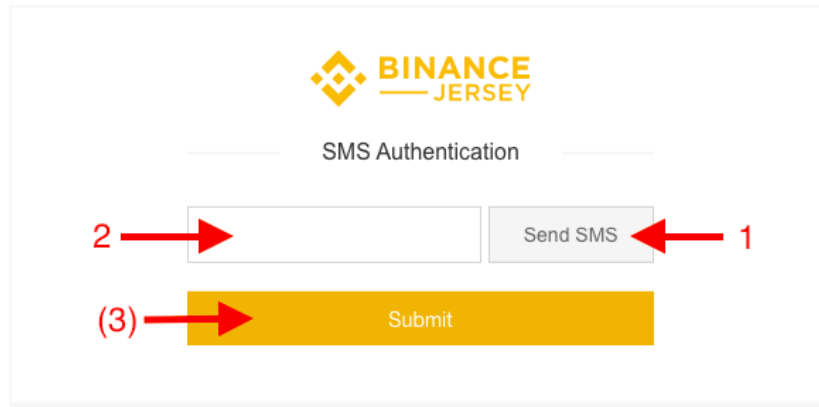 BINANCE
JERSEY
SMS Authentication
2 Send SMS 1
(3) Submit